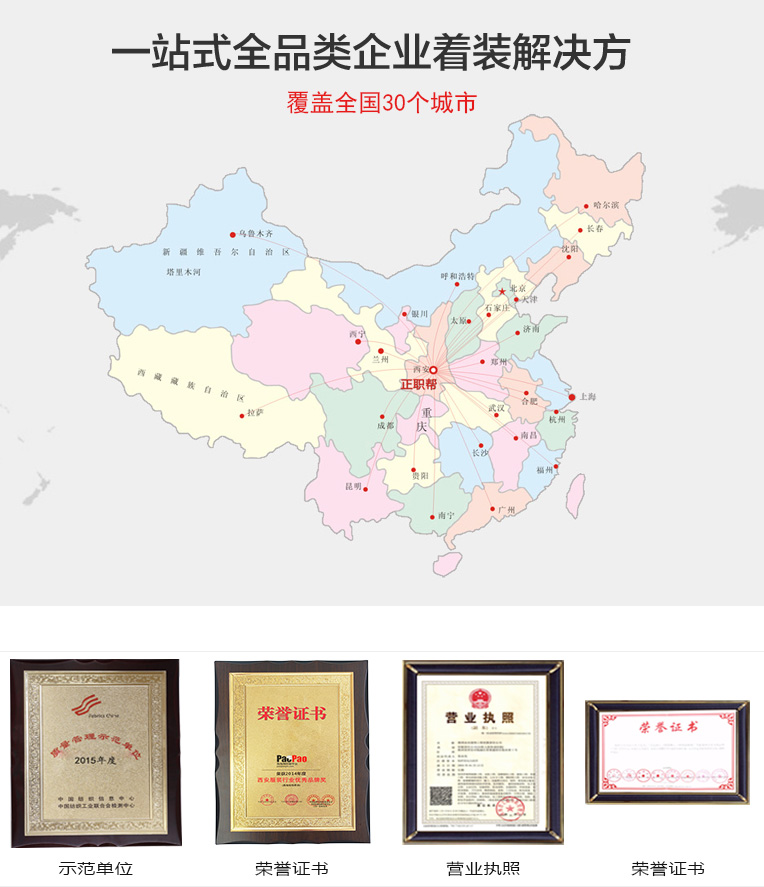 一站式全品类企业着装解决方
覆盖全国30个城市
哈尔滨
长春
乌鲁木齐
沈阳
新疆维吾尔自治区
塔里木河
呼和浩特
北京
天津
石家庄
银川
太原
济南
西宁
兰州
郑州
西安
正职帮
西藏藏族自治区
上海
合肥
拉萨
武汉
杭州
重庆
成都
南昌
长沙
福州
贵阳
昆明
广州
南宁
质量管理示范单位
2015年度
中国纺织信息中心
中国纺织工业联合会检测中心
荣誉证书
PaoPao
西安服装行业优秀品牌奖
营业执照
荣誉证书
示范单位
荣誉证书
营业执照
荣誉证书